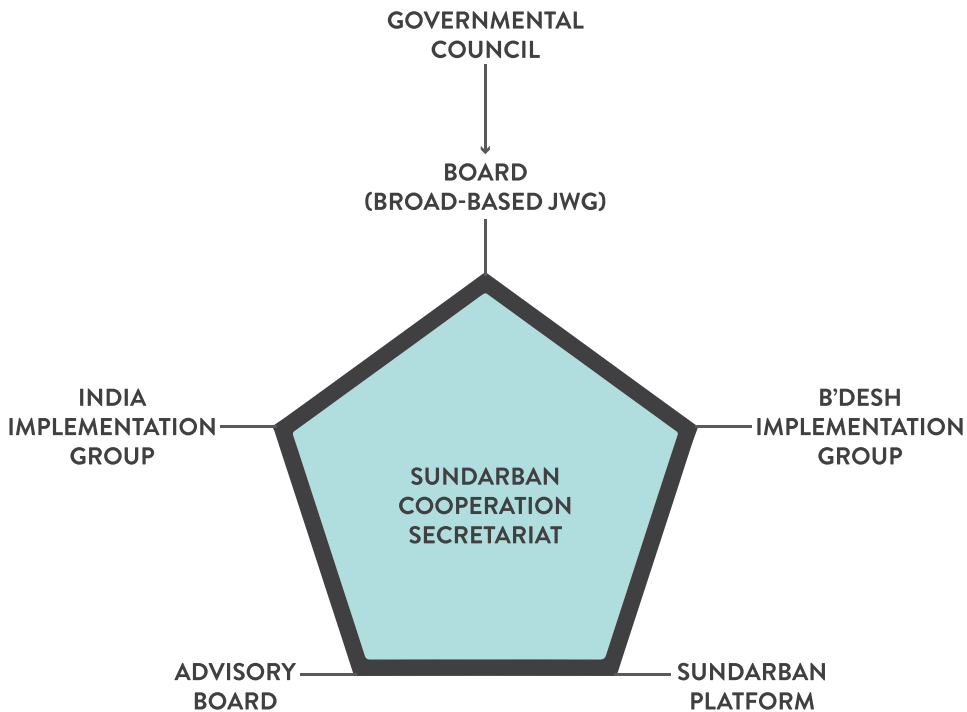 GOVERNMENTAL
COUNCIL
BOARD
(BROAD-BASED JWG)
INDIA
IMPLEMENTATION
GROUP
B'DESH
IMPLEMENTATION
GROUP
SUNDARBAN
COOPERATION
SECRETARIAT
ADVISORY
BOARD
SUNDARBAN
PLATFORM